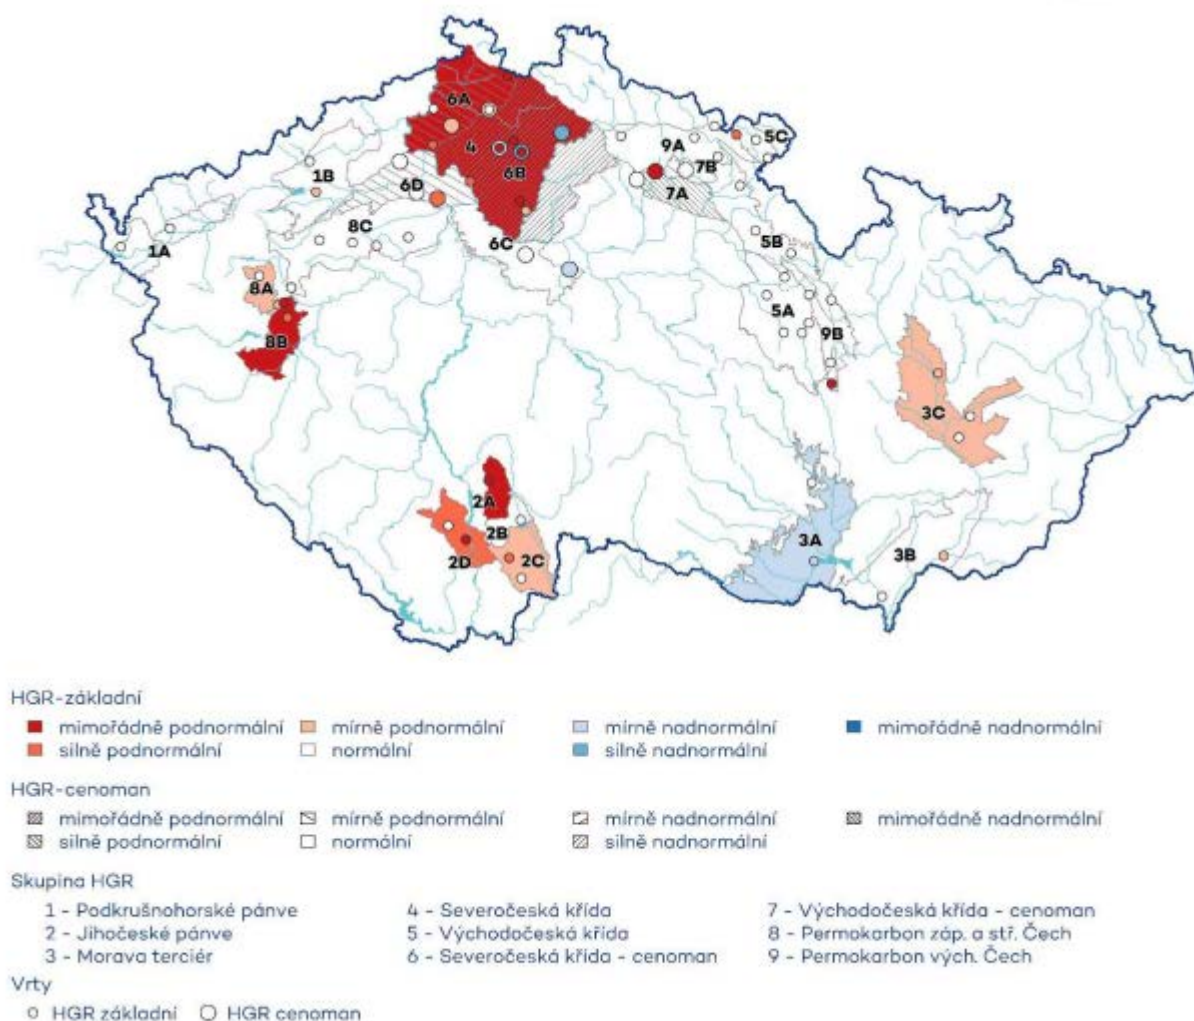 6A
5C
9A
4
7B
6B
1B
6D
7A
8C
5B
1A
6C
8A
5A
9B
8B
3C
2A
3A
2B
3B
2D
2C
HGR-základní
mimořádně podnormální mírně podnormální mírně nadnormální mimořádně nadnormální
silně podnormální normální silně nadnormální
HGR-cenoman
mimořádně podnormální mírně podnormální mírně nadnormální mimořádně nadnormální
silně podnormální normální silně nadnormální
Skupina HGR
1 - Podkrušnohorské pánve 4 - Severočeská křída 7 - Východočeská křída - cenoman
2 - Jihočeské pánve 5 - Východočeská křída 8 - Permokarbon záp. a stř. Čech
3 - Morava terciér 6 - Severočeská křída - cenoman 9 - Permokarbon vých. Čech
Vrty
HGR základní HGR cenoman